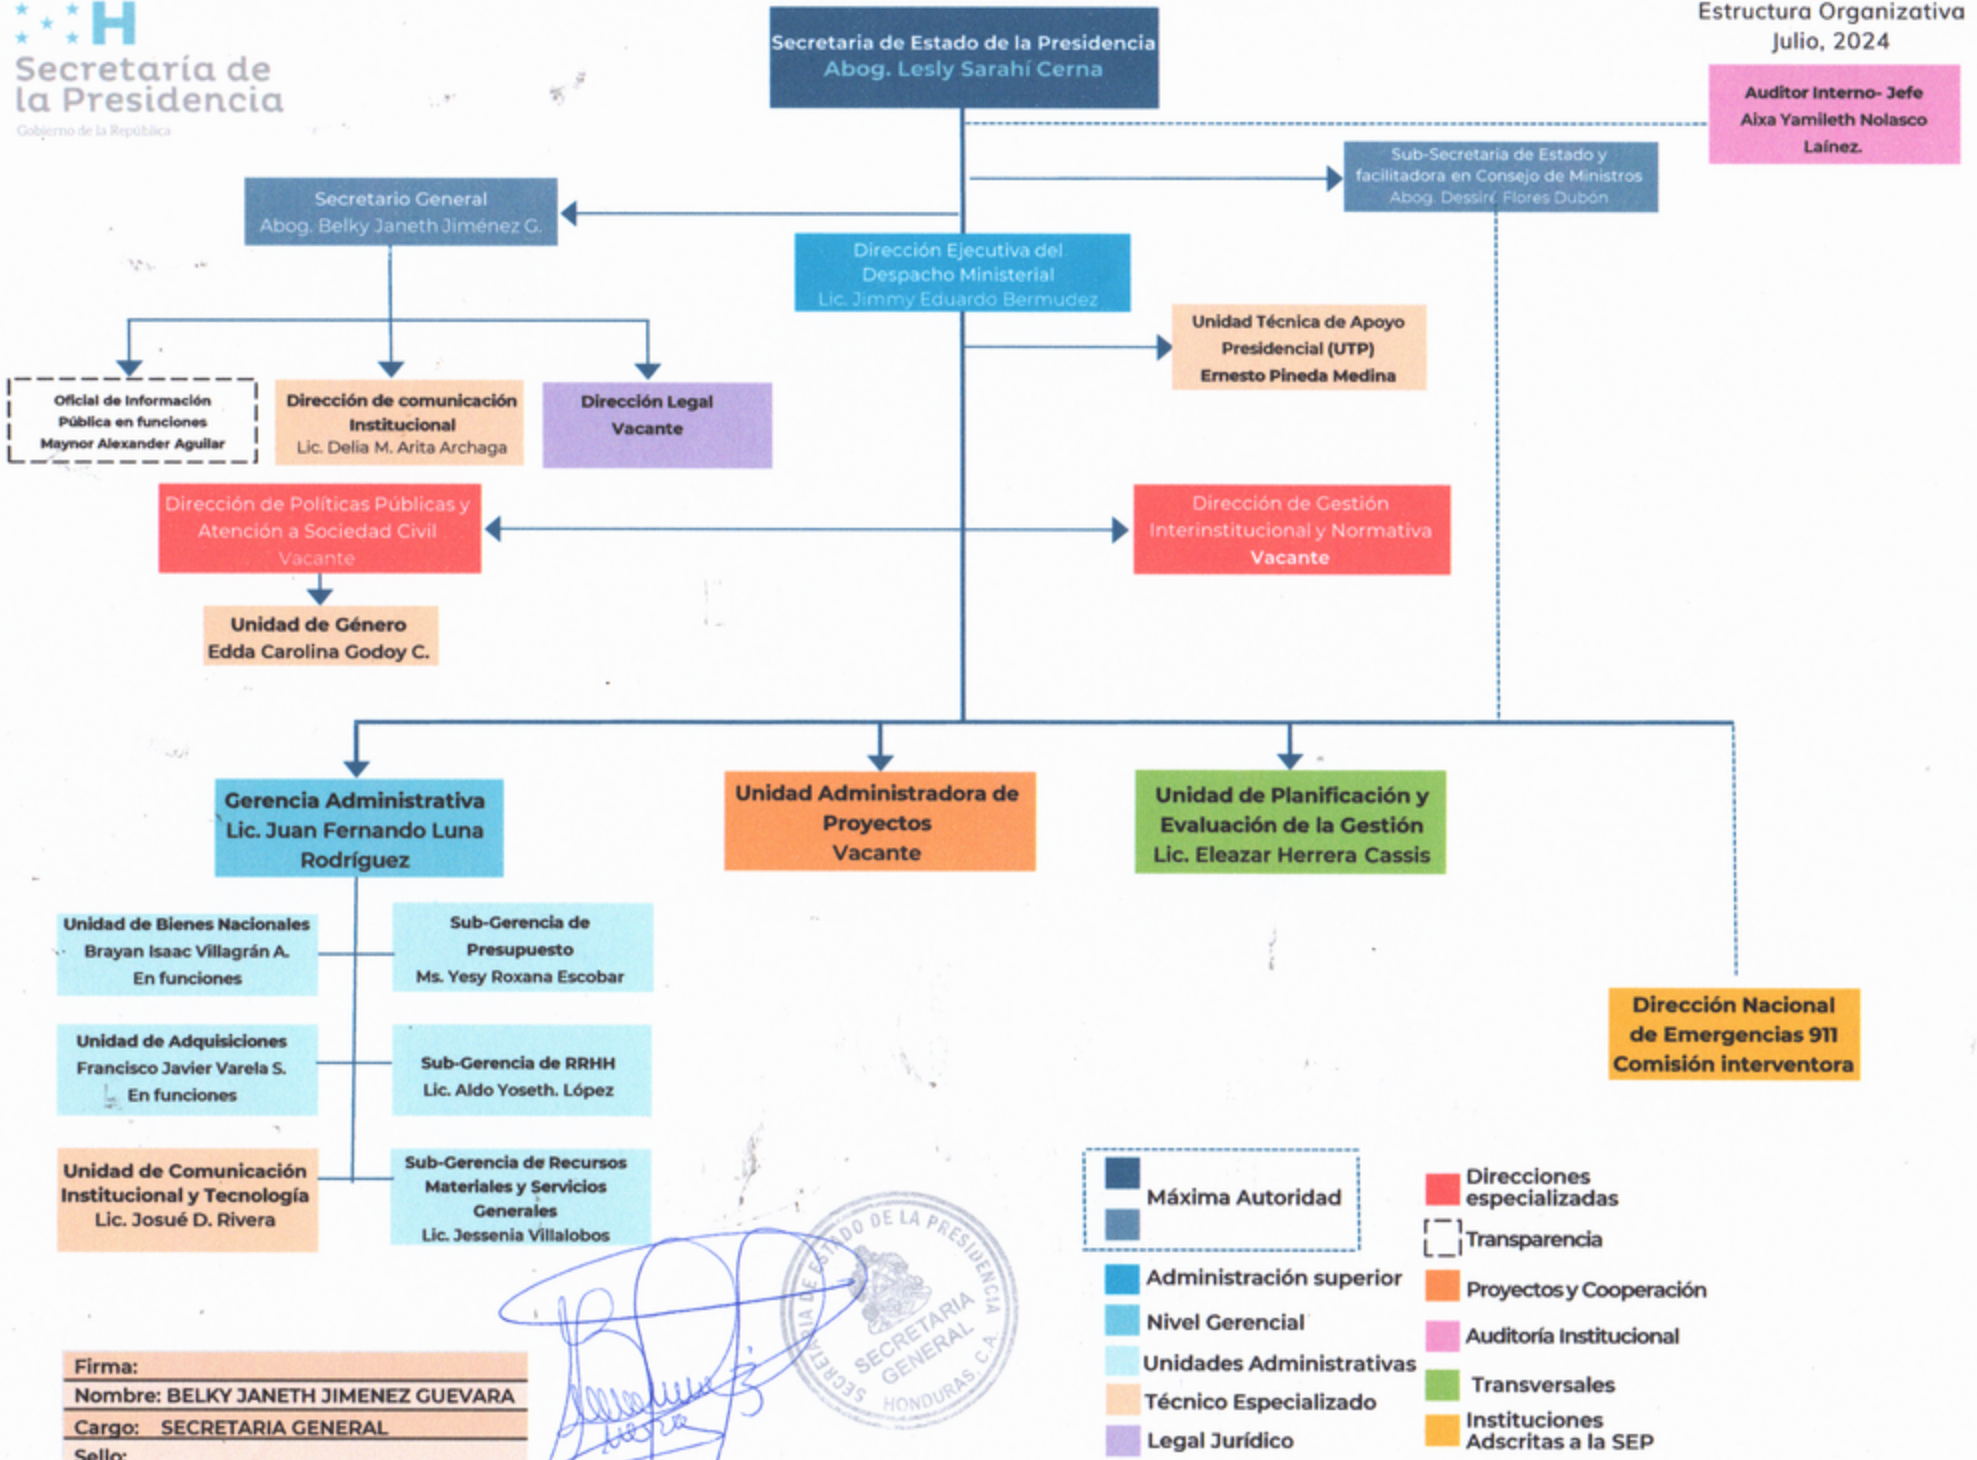 H
Secretaría de
la Presidencia
Gobierno de la República
Estructura Organizativa
Julio, 2024
Secretaria de Estado de la Presidencia
Abog. Lesly Sarahí Cerna
Auditor Interno- Jefe
Aixa Yamileth Nolasco
Laínez.
Sub-Secretaria de Estado y
facilitadora en Consejo de Ministros
Abog. Dessiré Flores Dubón
Secretario General
Abog. Belky Janeth Jiménez G.
Dirección Ejecutiva del
Despacho Ministerial
Lic. Jimmy Eduardo Bermudez
Unidad Técnica de Apoyo
Presidencial (UTP)
Ernesto Pineda Medina
Oficial de Información
Pública en funciones
Maynor Alexander Aguilar
Dirección de comunicación
Institucional
Lic. Delia M. Arita Archaga
Dirección Legal
Vacante
Dirección de Políticas Públicas y
Atención a Sociedad Civil
Vacante
Dirección de Gestión
Interinstitucional y Normativa
Vacante
Unidad de Género
Edda Carolina Godoy C.
Gerencia Administrativa
Lic. Juan Fernando Luna
Rodríguez
Unidad Administradora de
Proyectos
Vacante
Unidad de Planificación y
Evaluación de la Gestión
Lic. Eleazar Herrera Cassis
Unidad de Bienes Nacionales
Brayan Isaac Villagrán A.
En funciones
Sub-Gerencia de
Presupuesto
Ms. Yesy Roxana Escobar
Unidad de Adquisiciones
Francisco Javier Varela S.
En funciones
Sub-Gerencia de RRHH
Lic. Aldo Yoseth. López
Unidad de Comunicación
Institucional y Tecnología
Lic. Josué D. Rivera
Sub-Gerencia de Recursos
Materiales y Servicios
Generales
Lic. Jessenia Villalobos
Dirección Nacional
de Emergencias 911
Comisión interventora
Máxima Autoridad
Administración superior
Nivel Gerencial
Unidades Administrativas
Técnico Especializado
Legal Jurídico
Direcciones
especializadas
Transparencia
Proyectos y Cooperación
Auditoría Institucional
Transversales
Instituciones
Adscritas a la SEP
SECRETARIA DE ESTADO DE LA PRESIDENCIA
SECRETARIA
GENERAL
HONDURAS, C.A.
Firma:
Nombre: BELKY JANETH JIMENEZ GUEVARA
Cargo: SECRETARIA GENERAL
Sello: